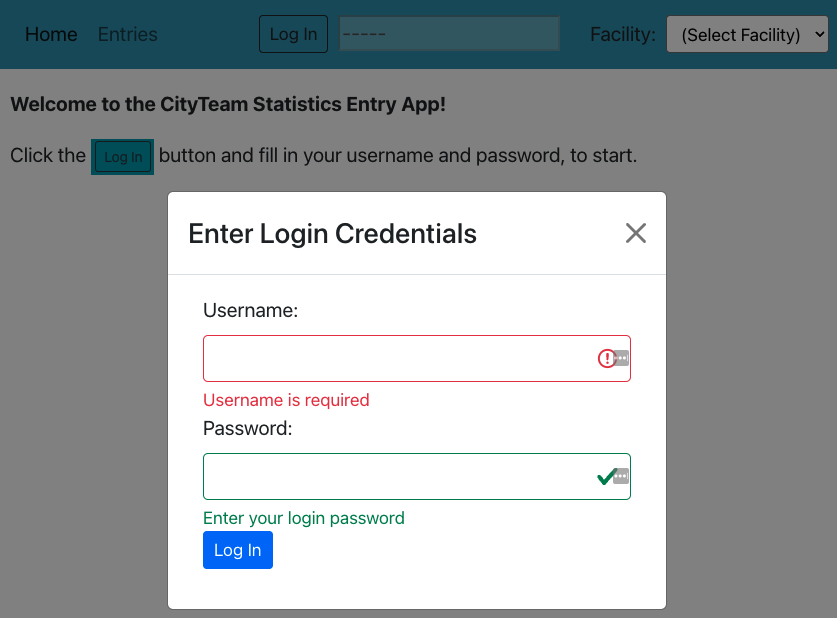 Home Entries Log In ----- Facility: (Select Facility)
Welcome to the CityTeam Statistics Entry App!
Click the Log In button and fill in your username and password, to start.
Enter Login Credentials
Username:
Username is required
Password:
Enter your login password
Log In